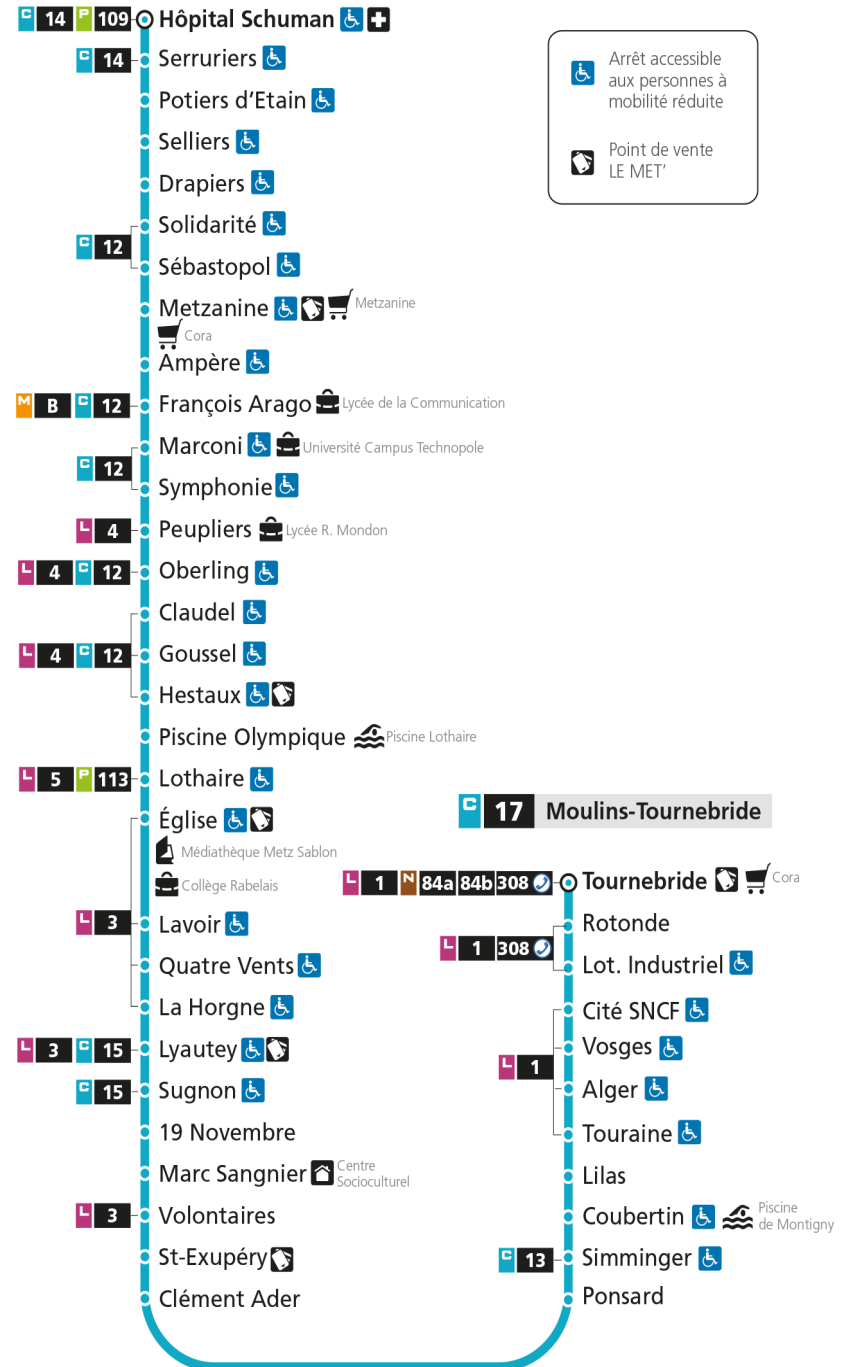 C 14 P 109 Hôpital Schuman
C 14 Serruriers
Potiers d'Etain
Selliers
Drapiers
Solidarité
C 12
Sébastopol
Metzanine Metzanine
Cora
Ampère
M B C 12 François Arago Lycée de la Communication
Marconi Université Campus Technopole
C 12
Symphonie
L 4 Peupliers Lycée R. Mondon
L 4 C 12 Oberling
Claudel
L 4 C 12 Goussel
Hestaux
Piscine Olympique Piscine Lothaire
L 5 P 113 Lothaire
Église
Médiathèque Metz Sablon
Collège Rabelais
L 3 Lavoir
Quatre Vents
La Horgne
L 3 C 15 Lyautey
C 15 Sugnon
19 Novembre
Marc Sangnier Centre
Socioculturel
L 3 Volontaires
St-Exupéry
Clément Ader
Arrêt accessible
aux personnes à
mobilité réduite
Point de vente
LE MET'
C 17 Moulins-Tournebride
L 1 N 84a 84b 308 Tournebride Cora
Rotonde
L 1 308
Lot. Industriel
Cité SNCF
Vosges
L 1
Alger
Touraine
Lilas
Coubertin Piscine
de Montigny
C 13 Simminger
Ponsard